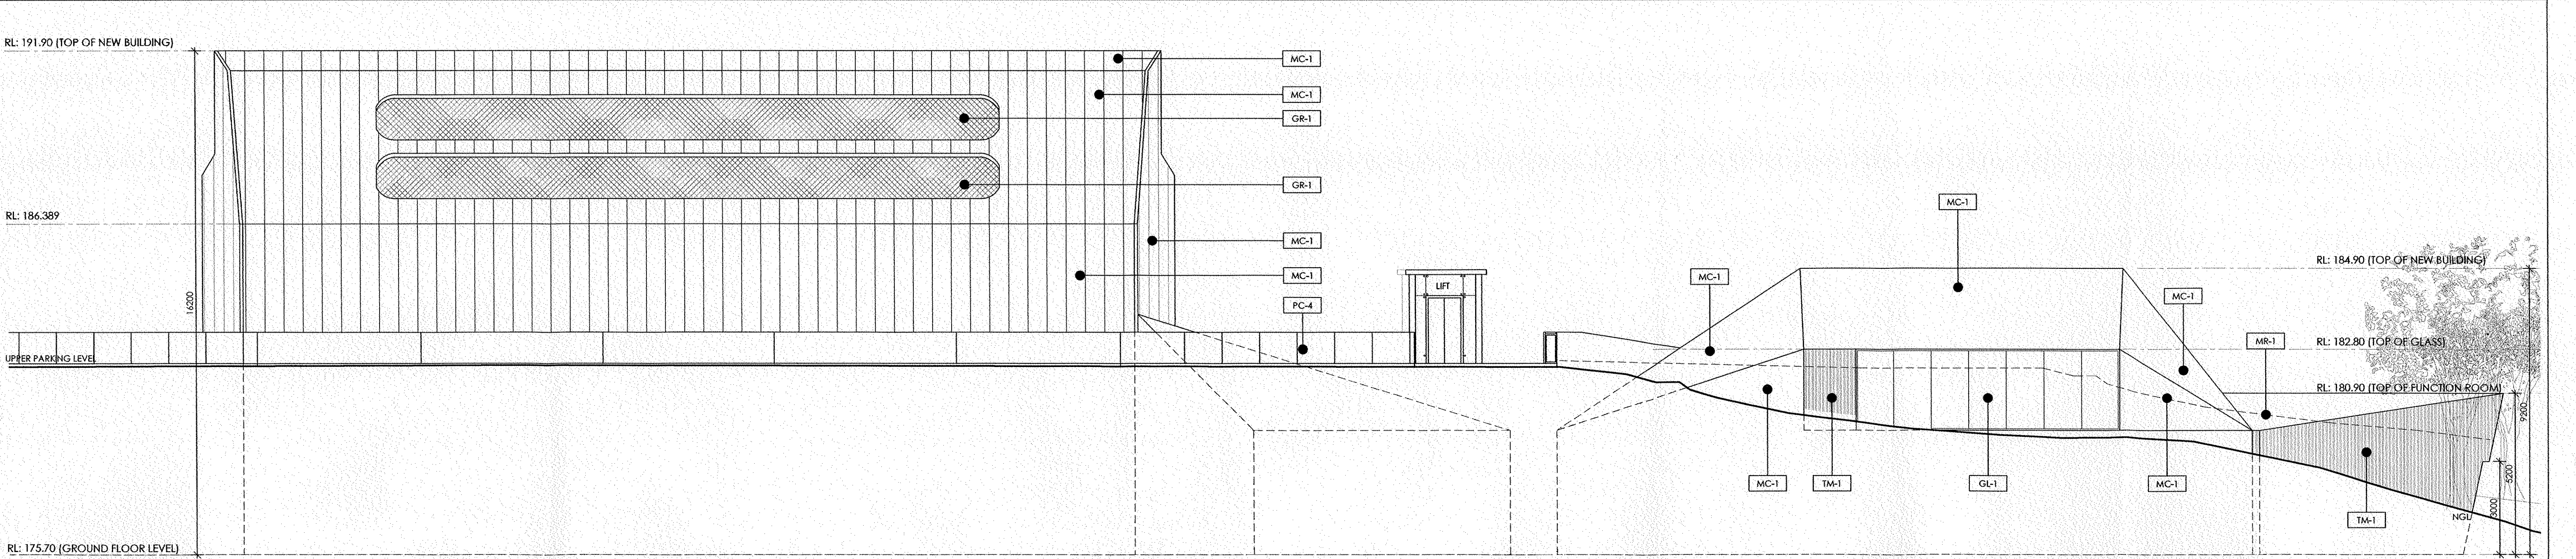 RL: 191.90 (TOP OF NEW BUILDING)
MC-1
MC-1
GR-1
GR-1
MC-1
RL: 186.389
MC-1
MC-1
RL: 184.90 (TOP OF NEW BUILDING)
MC-1
MC-1
LIFT
MC-1
PC-4
16200
MR-1
RL: 182.80 (TOP OF GLASS)
UPPER PARKING LEVEL
RL: 180.90 (TOP OF FUNCTION ROOM)
9200
MC-1
TM-1
GL-1
MC-1
5200
3000
TM-1
NGL
RL: 175.70 (GROUND FLOOR LEVEL)